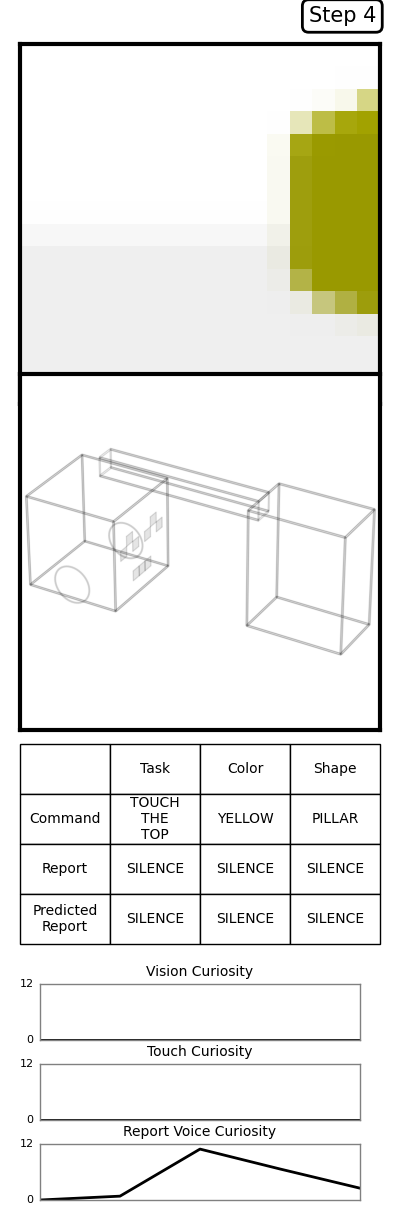 Step 4
Task Color Shape
Command TOUCH THE TOP YELLOW PILLAR
Report SILENCE SILENCE SILENCE
Predicted Report SILENCE SILENCE SILENCE
Vision Curiosity
12
0
Touch Curiosity
12
0
Report Voice Curiosity
12
0